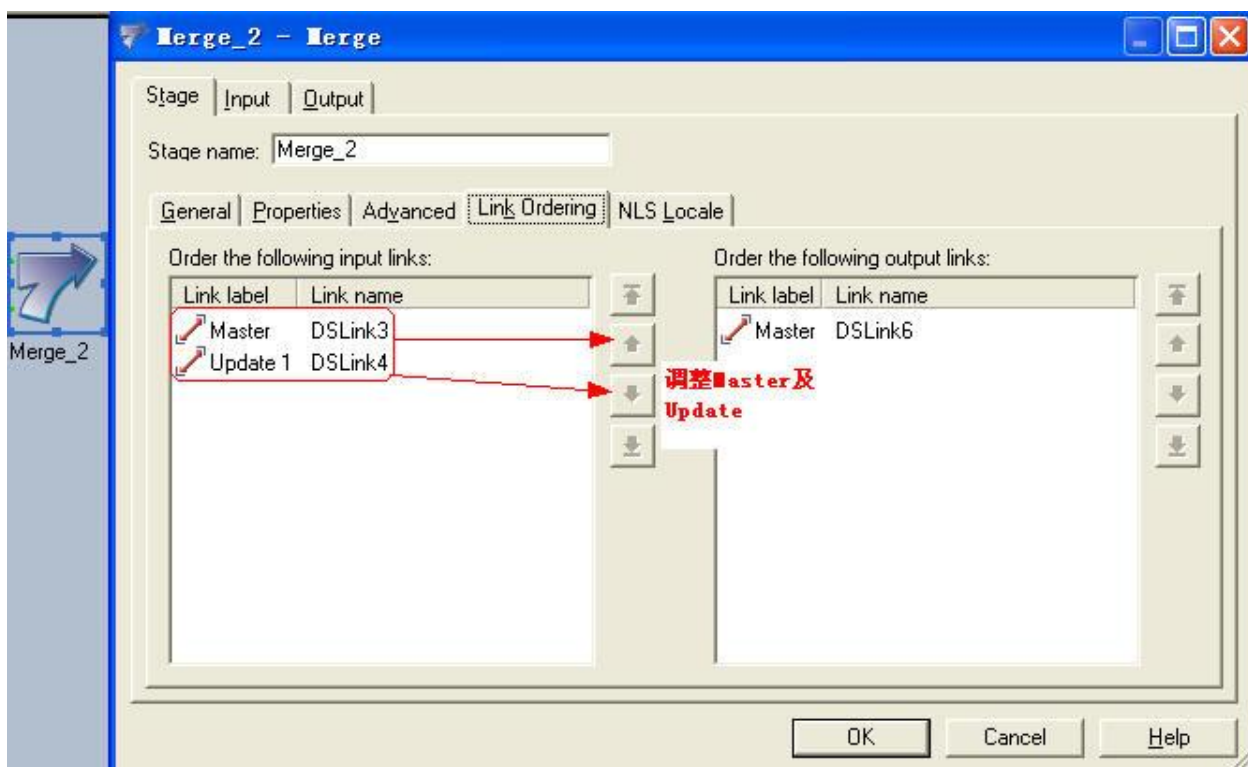 Merge_2 - Merge
Stage Input Output
Stage name: Merge_2
General Properties Advanced Link Ordering NLS Locale
Order the following input links:
Link label Link name
Master DSLink3
Update 1 DSLink4
调整Master及
Update
Order the following output links:
Link label Link name
Master DSLink6
Merge_2
OK Cancel Help